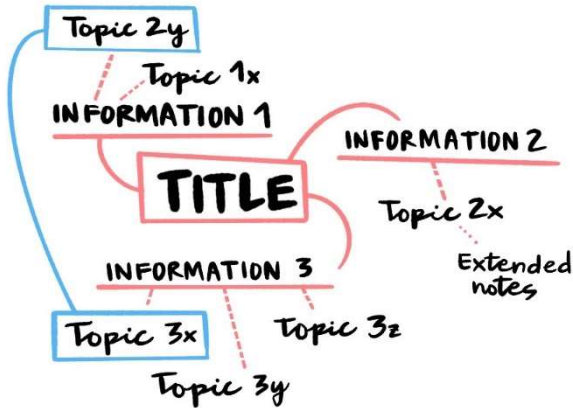 Topic 2y
Topic 1x
INFORMATION 1
INFORMATION 2
TITLE
Topic 2x
Extended
notes
INFORMATION 3
Topic 3x
Topic 3z
Topic 3y